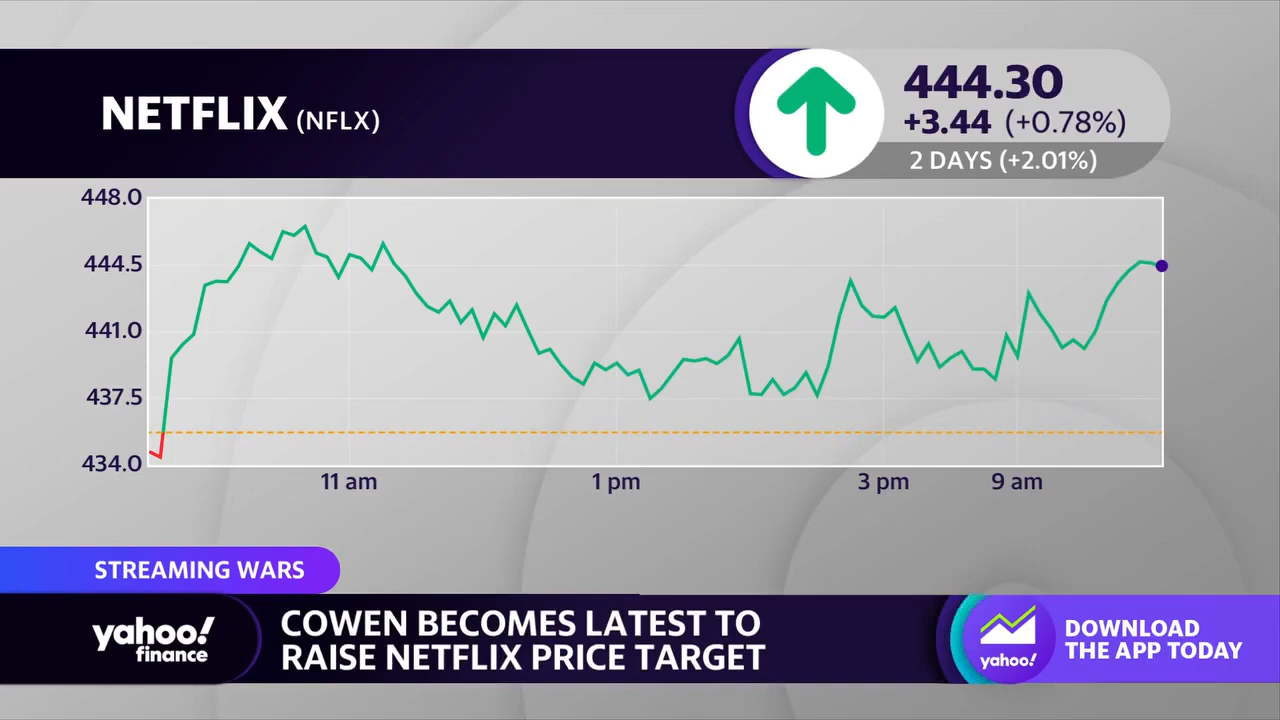 NETFLIX (NFLX)
444.30
+3.44 (+0.78%)
2 DAYS (+2.01%)
448.0
444.5
441.0
437.5
434.0
11 am
1 pm
3 pm
9 am
STREAMING WARS
yahoo!
finance
COWEN BECOMES LATEST TO
RAISE NETFLIX PRICE TARGET
yahoo!
DOWNLOAD
THE APP TODAY